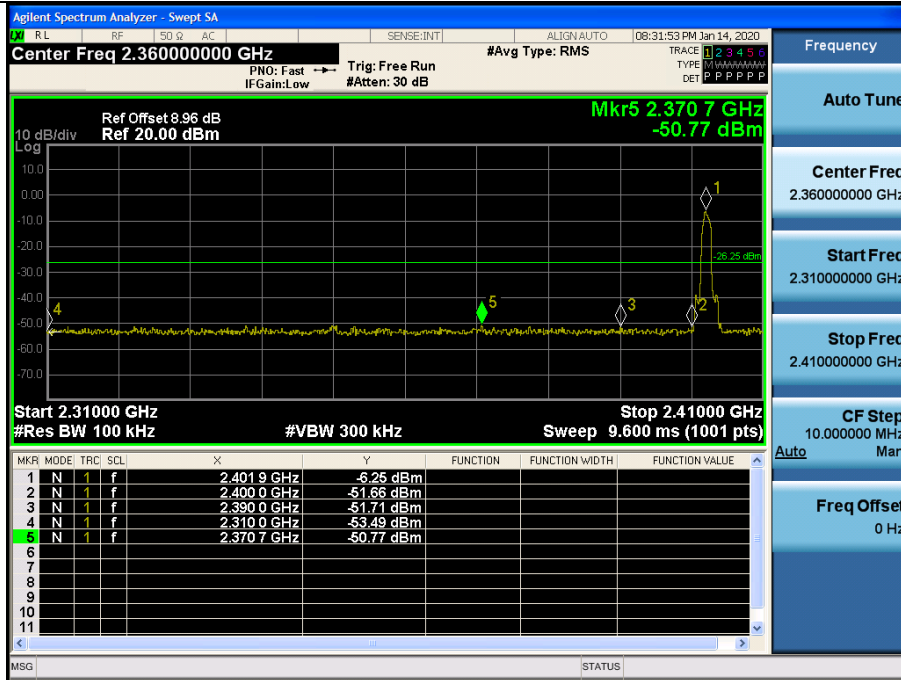 Agilent Spectrum Analyzer - Swept SA
LXI RL RF 50 Ω AC SENSE:INT ALIGN AUTO 08:31:53 PM Jan 14, 2020
Center Freq 2.360000000 GHz
PNO: Fast
IFGain:Low
Trig: Free Run
#Atten: 30 dB
#Avg Type: RMS
TRACE 1 2 3 4 5 6
TYPE M W W W W W
DET P P P P P P
Mkr5 2.370 7 GHz
-50.77 dBm
Ref Offset 8.96 dB
10 dB/div Ref 20.00 dBm
Log
10.0
0.00
-10.0
-20.0
-30.0
-40.0
-50.0
-60.0
-70.0
1
-26.25 dBm
4
5
3
2
Start 2.31000 GHz Stop 2.41000 GHz
#Res BW 100 kHz #VBW 300 kHz Sweep 9.600 ms (1001 pts)
MKR MODE TRC SCL X Y FUNCTION FUNCTION WIDTH FUNCTION VALUE
1 N 1 f 2.401 9 GHz -6.25 dBm
2 N 1 f 2.400 0 GHz -51.66 dBm
3 N 1 f 2.390 0 GHz -51.71 dBm
4 N 1 f 2.310 0 GHz -53.49 dBm
5 N 1 f 2.370 7 GHz -50.77 dBm
6
7
8
9
10
11
MSG STATUS
Frequency
Auto Tune
Center Freq
2.360000000 GHz
Start Freq
2.310000000 GHz
Stop Freq
2.410000000 GHz
CF Step
10.000000 MHz
Auto Man
Freq Offset
0 Hz